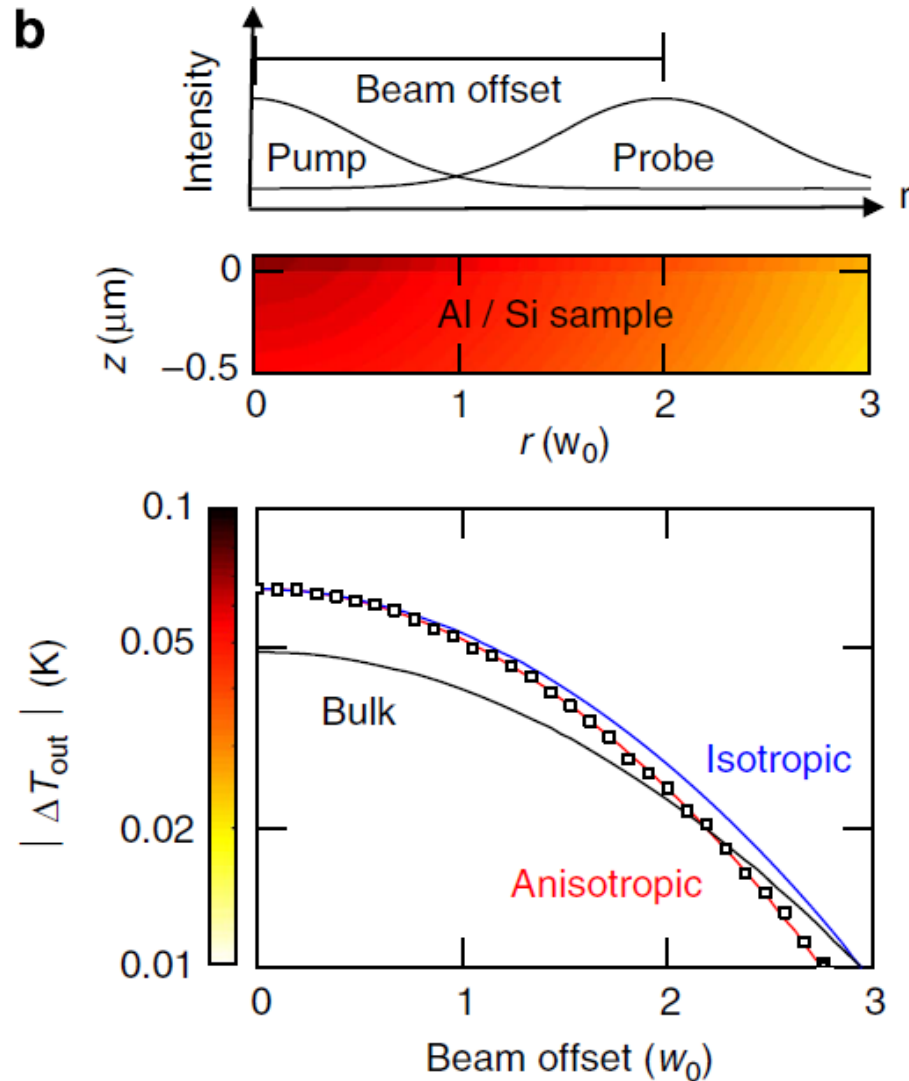 b
Intensity
Beam offset
Pump
Probe
r
z (μm)
0
−0.5
Al / Si sample
0
1
2
3
r (w₀)
| ΔT_out | (K)
0.1
0.05
0.02
0.01
Bulk
Isotropic
Anisotropic
0
1
2
3
Beam offset (w₀)